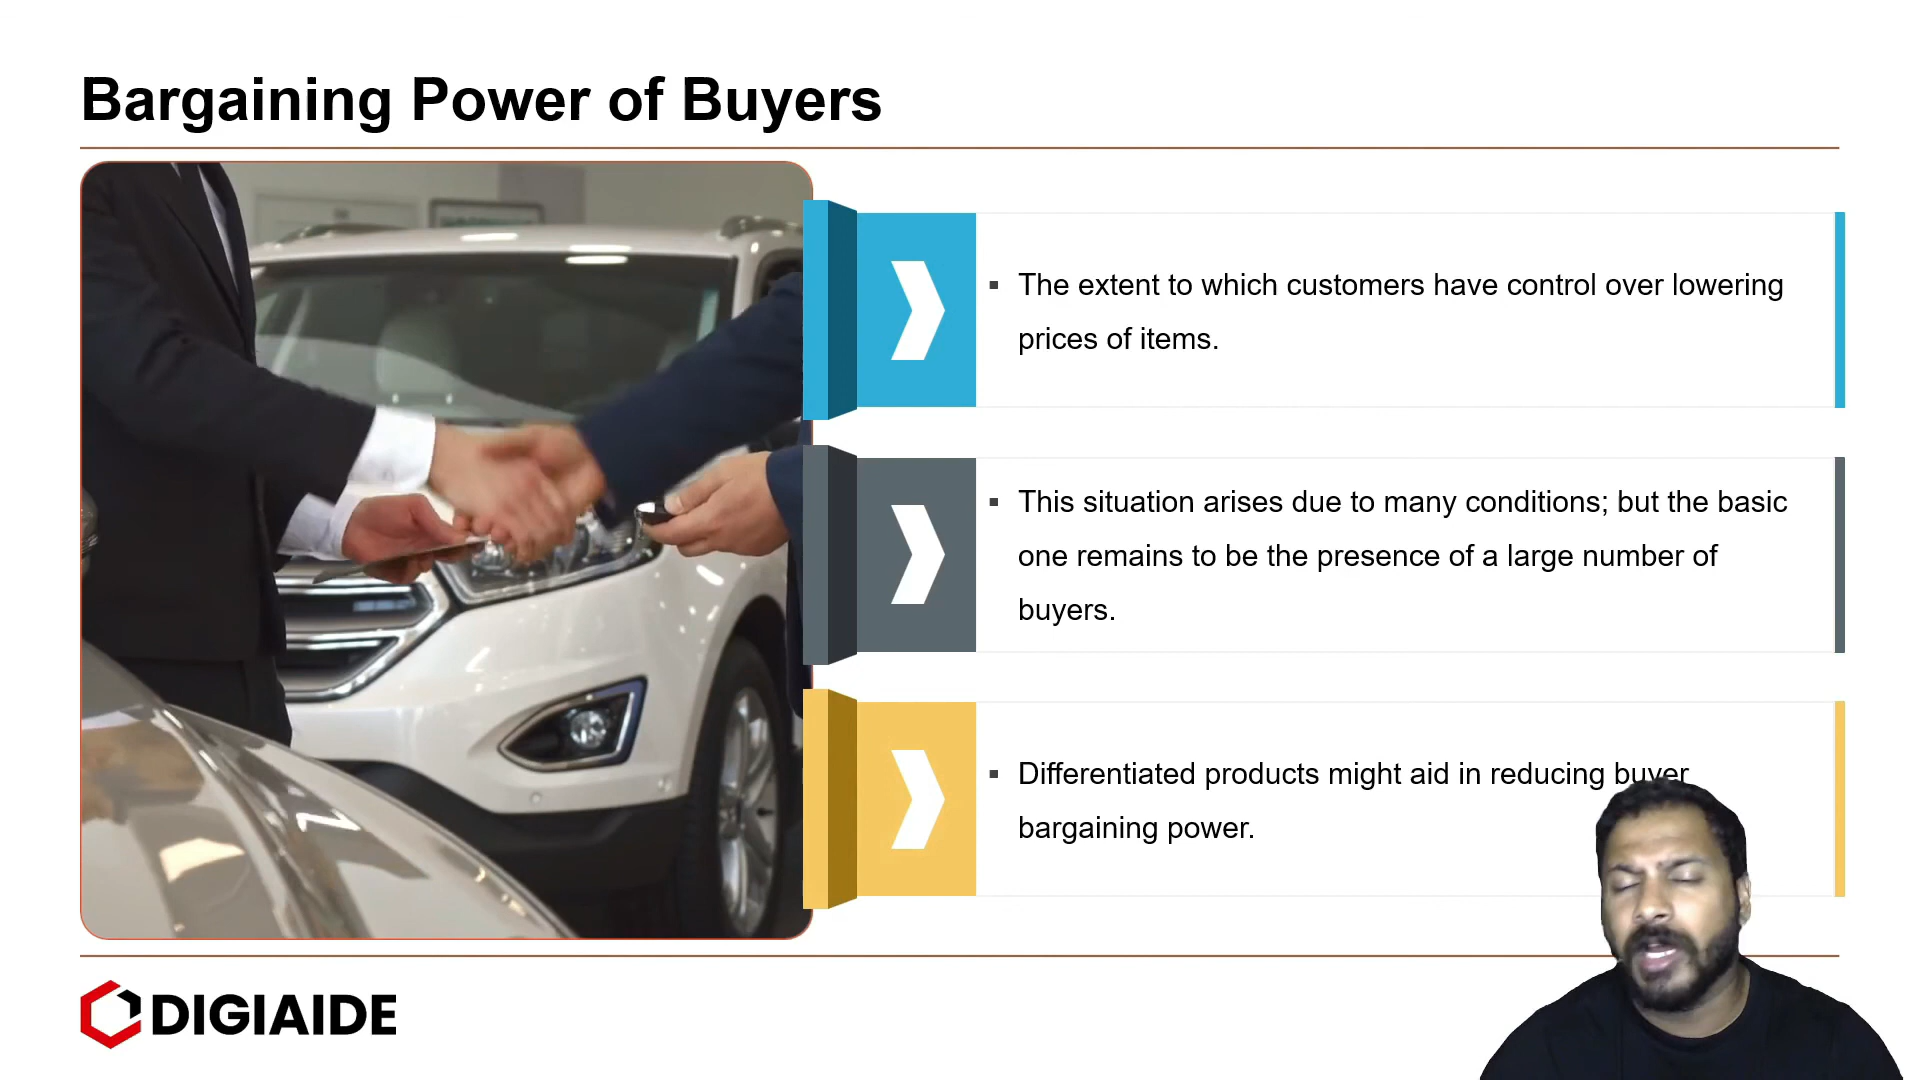 Bargaining Power of Buyers
▪ The extent to which customers have control over lowering
prices of items.
▪ This situation arises due to many conditions; but the basic
one remains to be the presence of a large number of
buyers.
▪ Differentiated products might aid in reducing buyer
bargaining power.
DIGIAIDE